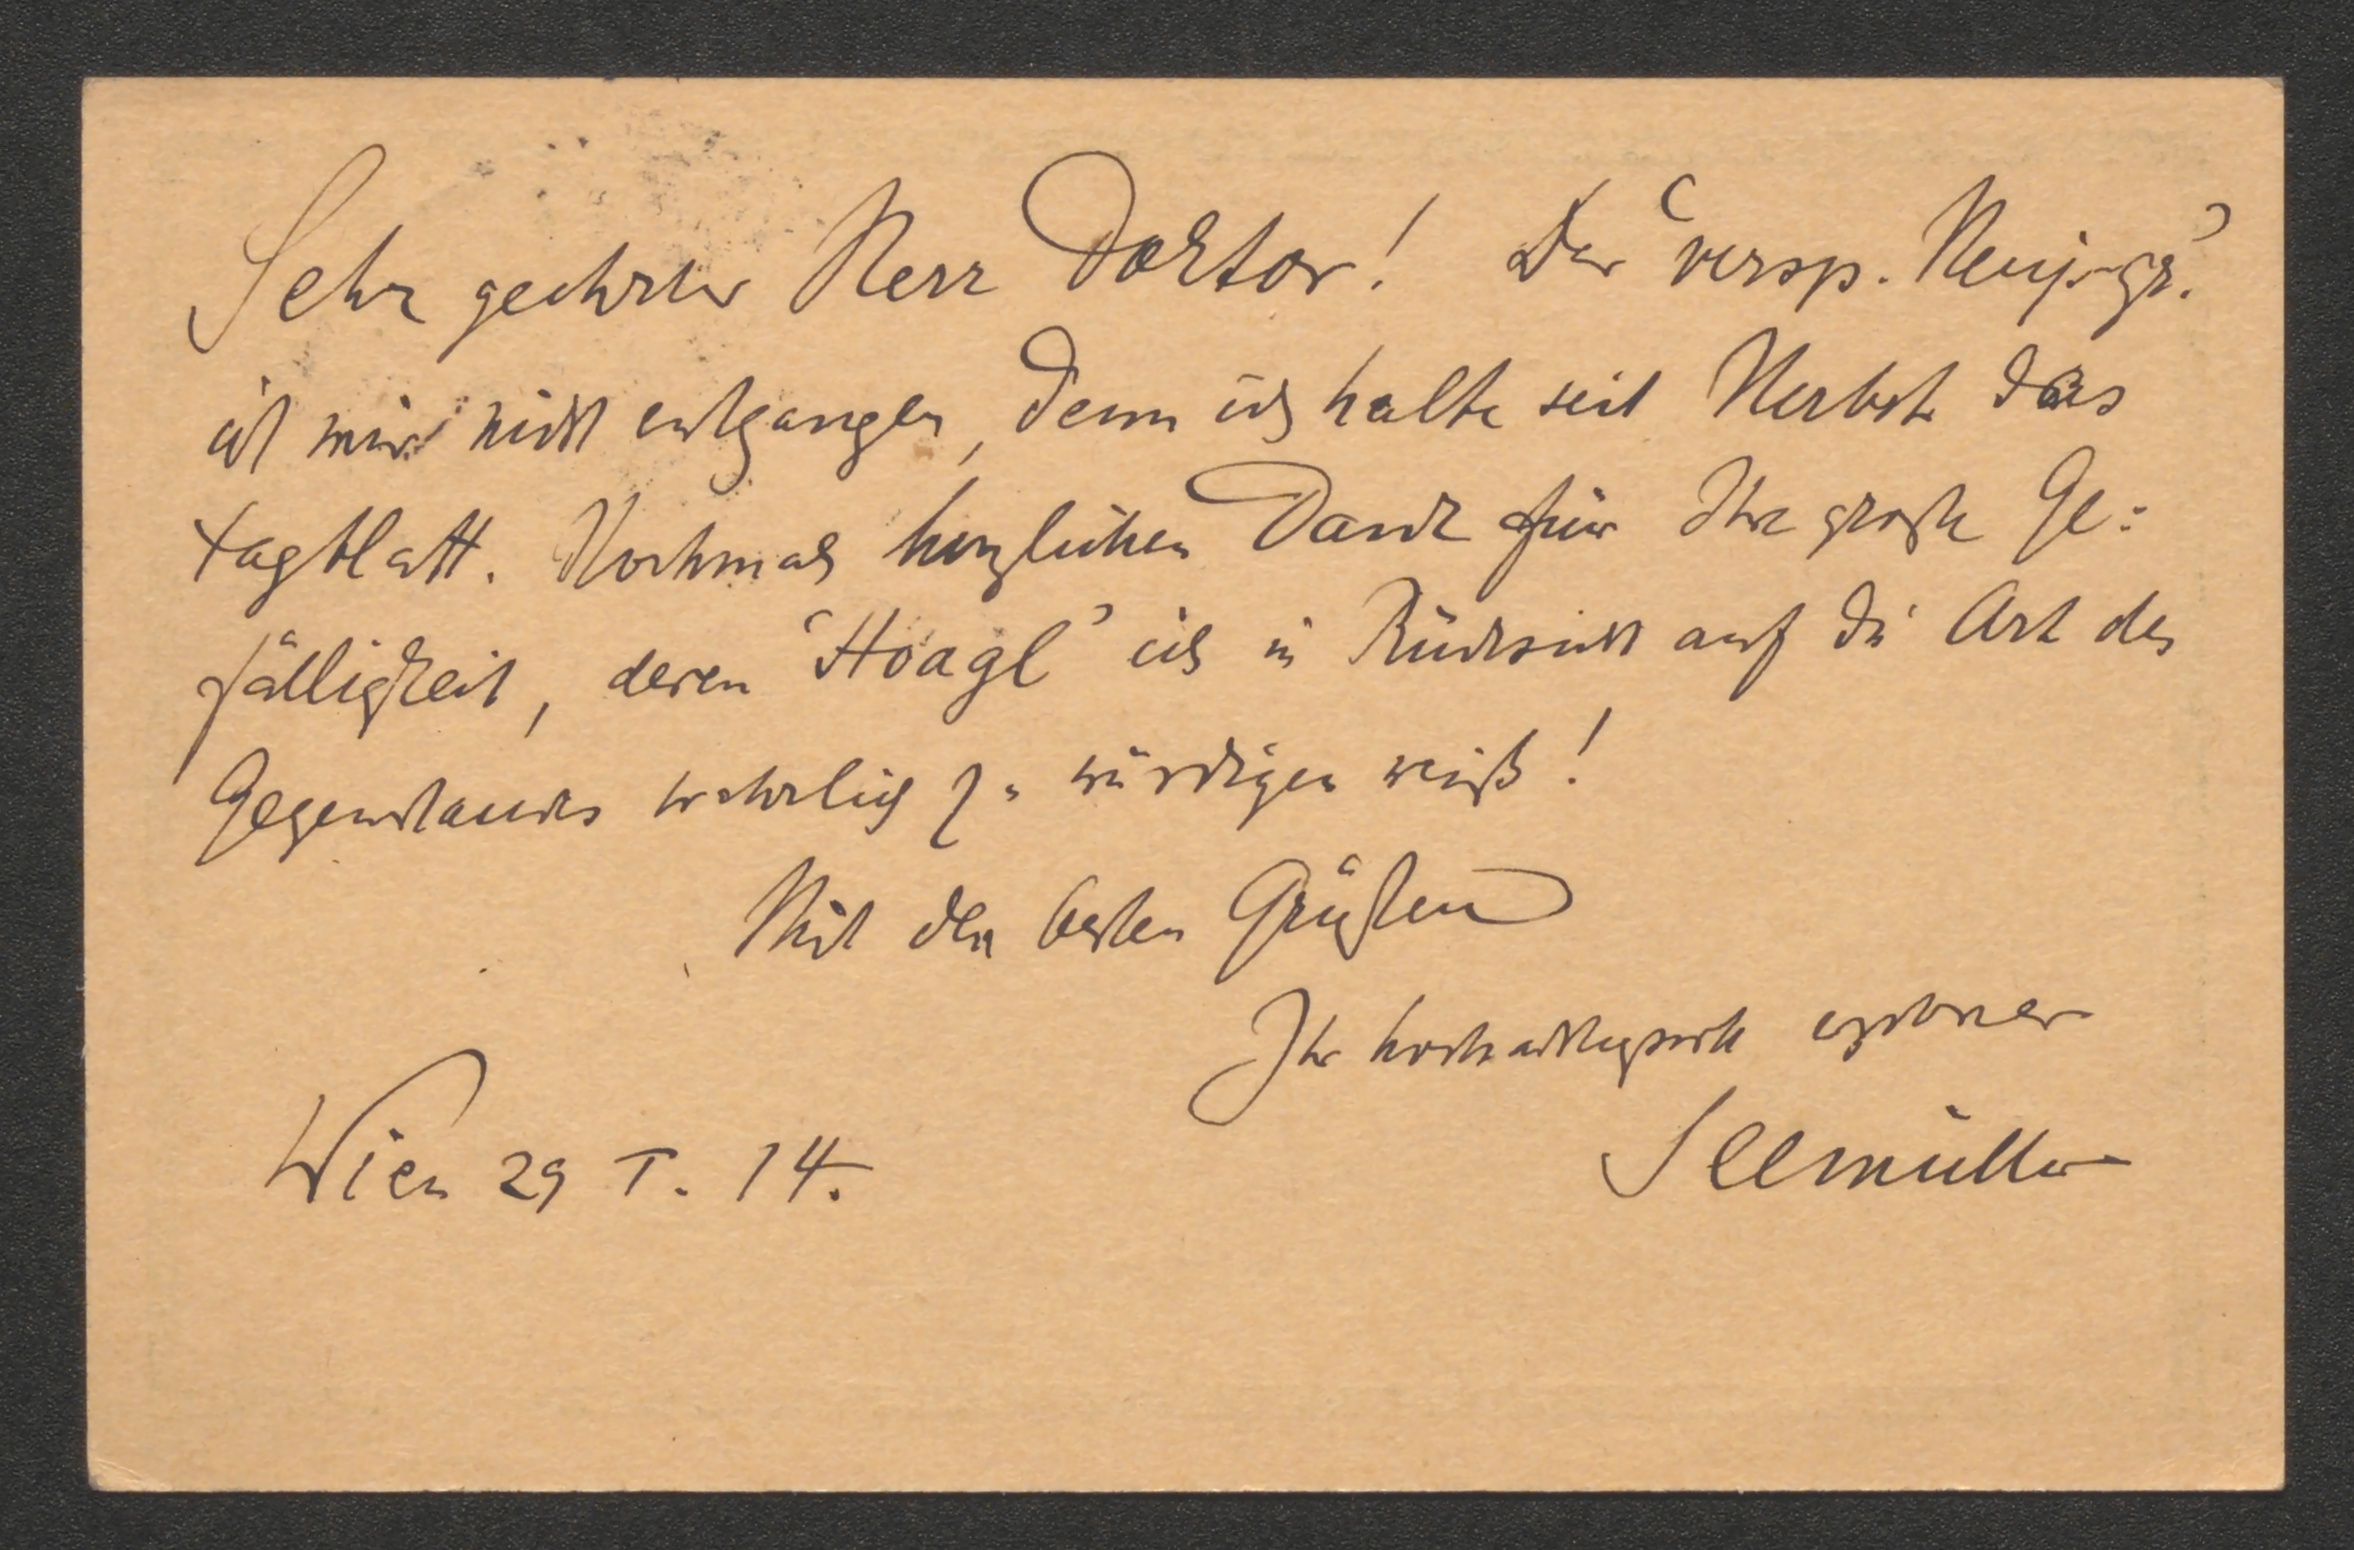 Sehr geehrter Herr Doktor! Der 'versp. Neujgr.'
ist mir nicht entgangen, denn ich halte seit Herbst das
Tagblatt. Nochmals herzlichen Dank für Ihre große Ge-
fälligkeit, deren 'Hoagl' ich in Rücksicht auf die Art des
Gegenstandes wahrlich zu würdigen weiß!
Mit den besten Grüßen
Ihr hochachtungsvoll ergebener
Wien 29 I. 14. Seemüller